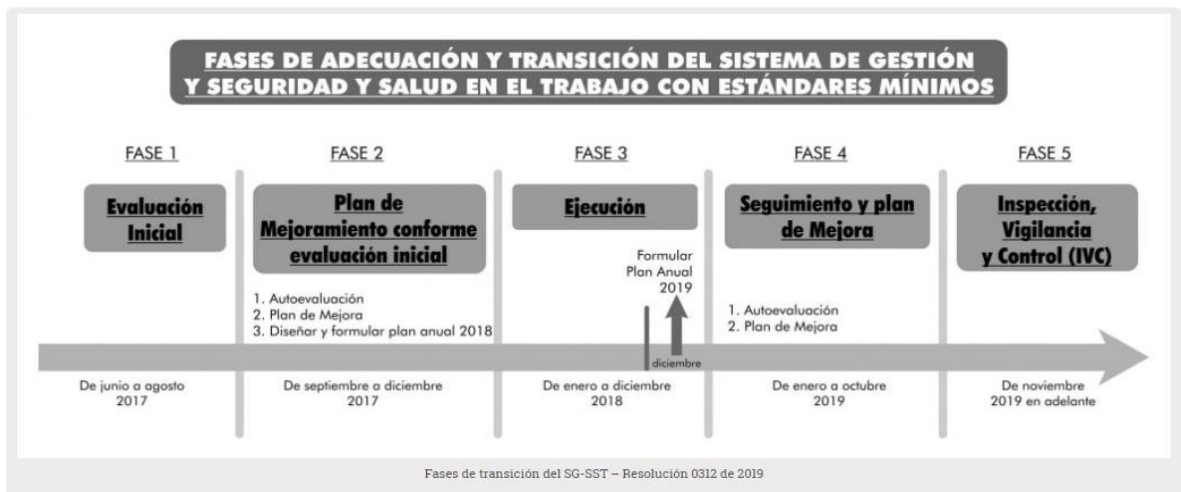 FASES DE ADECUACIÓN Y TRANSICIÓN DEL SISTEMA DE GESTIÓN
Y SEGURIDAD Y SALUD EN EL TRABAJO CON ESTÁNDARES MÍNIMOS
FASE 1
Evaluación
Inicial
De junio a agosto
2017
FASE 2
Plan de
Mejoramiento conforme
evaluación inicial
1. Autoevaluación
2. Plan de Mejora
3. Diseñar y formular plan anual 2018
De septiembre a diciembre
2017
FASE 3
Ejecución
Formular
Plan Anual
2019
diciembre
De enero a diciembre
2018
FASE 4
Seguimiento y plan
de Mejora
1. Autoevaluación
2. Plan de Mejora
De enero a octubre
2019
FASE 5
Inspección,
Vigilancia
y Control (IVC)
De noviembre
2019 en adelante
Fases de transición del SG-SST – Resolución 0312 de 2019